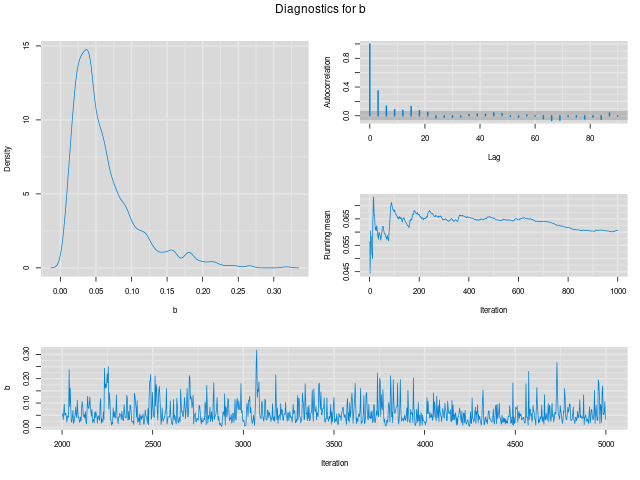 Diagnostics for b
Density
0 5 10 15
0.00 0.05 0.10 0.15 0.20 0.25 0.30
b
Autocorrelation
0.0 0.4 0.8
0 20 40 60 80
Lag
Running mean
0.045 0.055 0.065
0 200 400 600 800 1000
Iteration
b
0.00 0.10 0.20 0.30
2000 2500 3000 3500 4000 4500 5000
Iteration